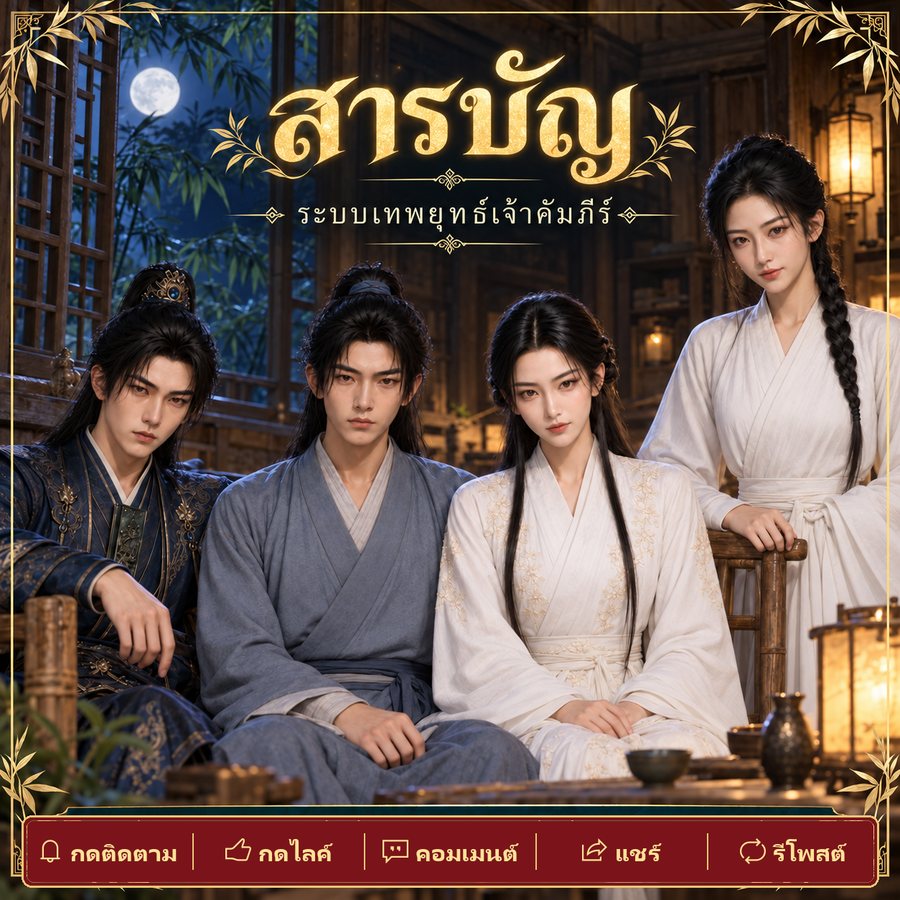 สารบัญ
ระบบเทพยุทธ์เจ้าคัมภีร์
กดติดตาม
กดไลค์
คอมเมนต์
แชร์
รีโพสต์